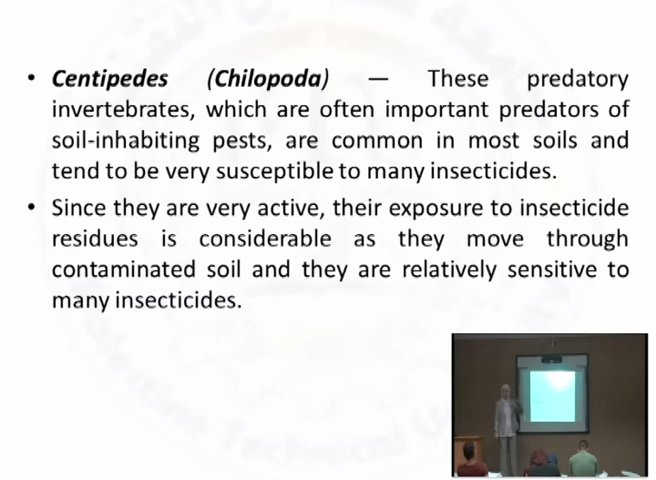 • Centipedes (Chilopoda) — These predatory
invertebrates, which are often important predators of
soil-inhabiting pests, are common in most soils and
tend to be very susceptible to many insecticides.
• Since they are very active, their exposure to insecticide
residues is considerable as they move through
contaminated soil and they are relatively sensitive to
many insecticides.